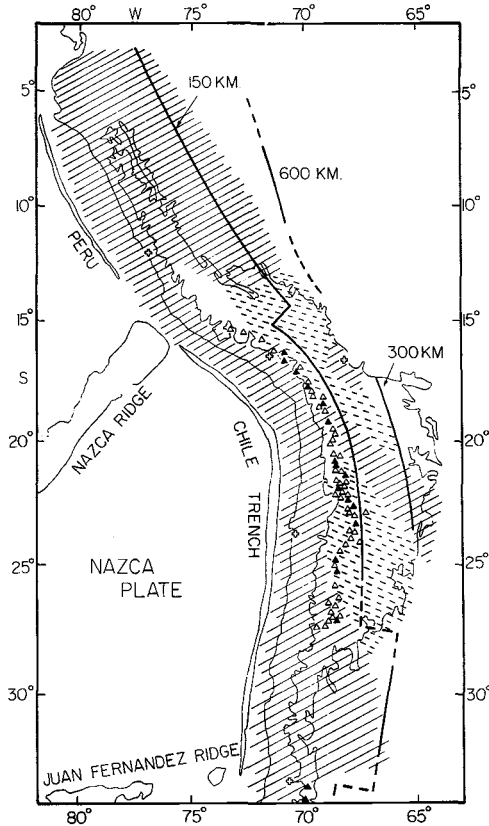 80° W 75° 70° 65°
150 KM.
5° 5°
600 KM.
10° 10°
PERU
15° 15°
300 KM
S
NAZCA RIDGE
20° 20°
CHILE
TRENCH
25° 25°
NAZCA
PLATE
30° 30°
JUAN FERNANDEZ RIDGE
80° 75° 70° 65°